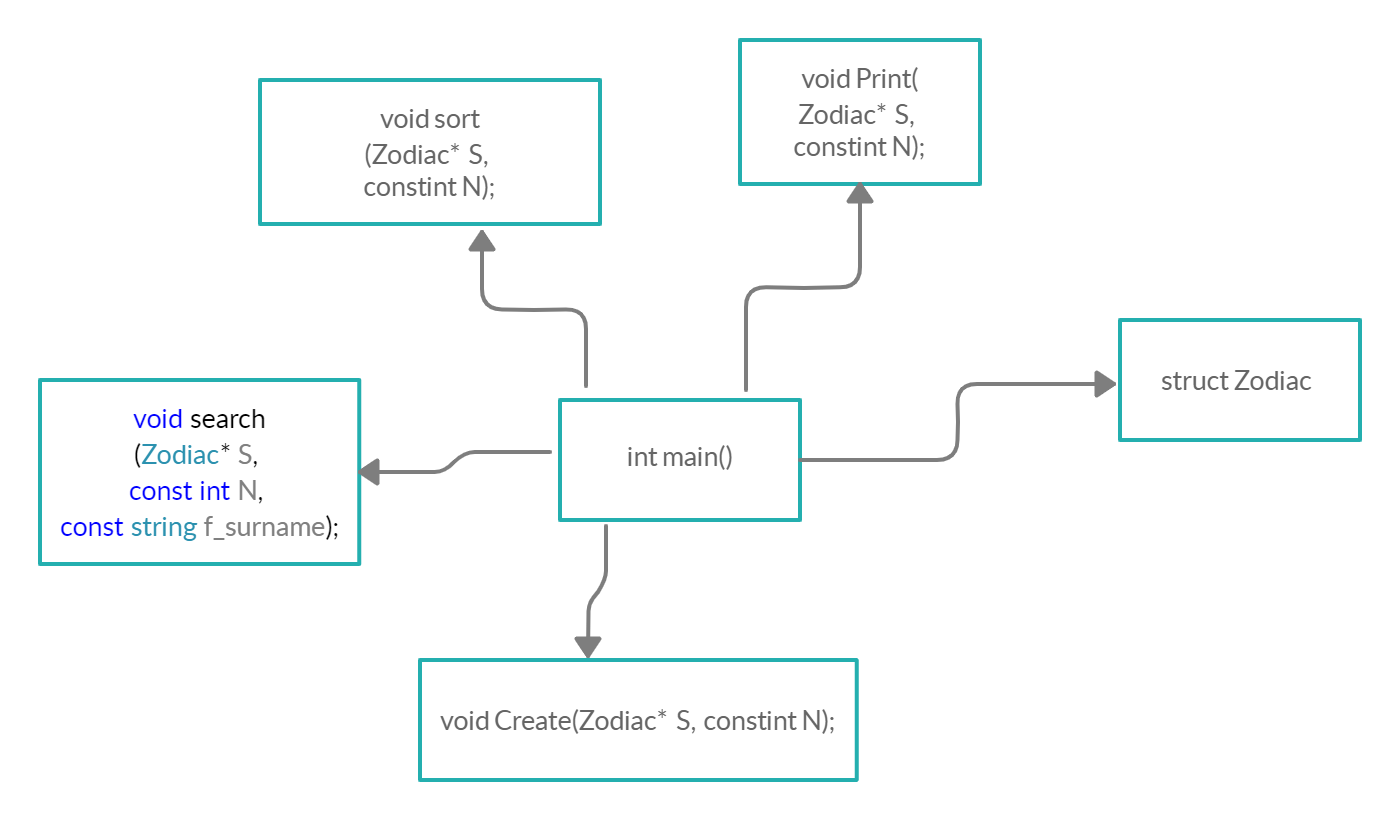 void Print(
Zodiac* S,
constint N);
void sort
(Zodiac* S,
constint N);
struct Zodiac
void search
(Zodiac* S,
const int N,
const string f_surname);
int main()
void Create(Zodiac* S, constint N);